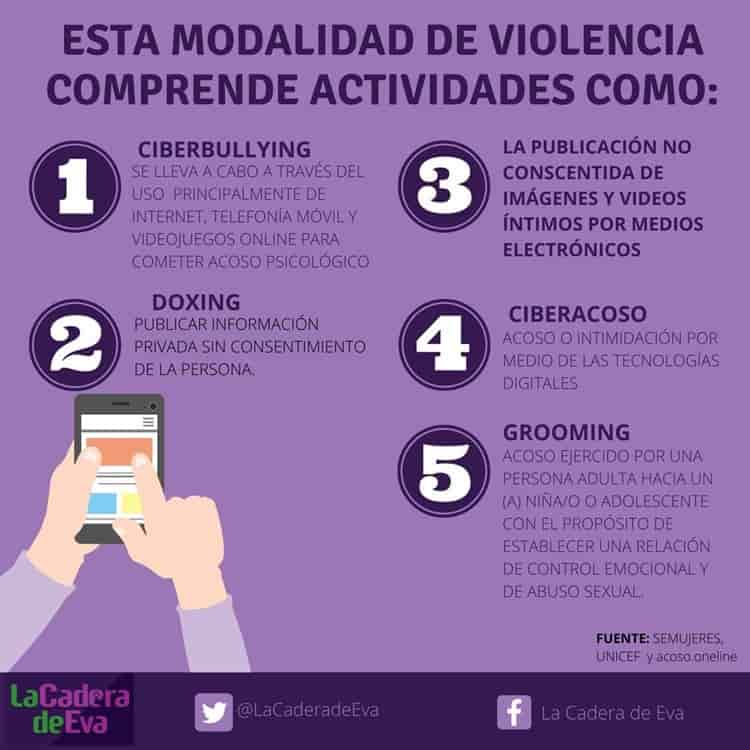 ESTA MODALIDAD DE VIOLENCIA
COMPRENDE ACTIVIDADES COMO:
1
CIBERBULLYING
SE LLEVA A CABO A TRAVÉS DEL
USO PRINCIPALMENTE DE
INTERNET, TELEFONÍA MÓVIL Y
VIDEOJUEGOS ONLINE PARA
COMETER ACOSO PSICOLÓGICO
2
DOXING
PUBLICAR INFORMACIÓN
PRIVADA SIN CONSENTIMIENTO
DE LA PERSONA.
3
LA PUBLICACIÓN NO
CONSCENTIDA DE
IMÁGENES Y VIDEOS
ÍNTIMOS POR MEDIOS
ELECTRÓNICOS
4
CIBERACOSO
ACOSO O INTIMIDACIÓN POR
MEDIO DE LAS TECNOLOGÍAS
DIGITALES
5
GROOMING
ACOSO EJERCIDO POR UNA
PERSONA ADULTA HACIA UN
(A) NIÑA/O O ADOLESCENTE
CON EL PROPÓSITO DE
ESTABLECER UNA RELACIÓN
DE CONTROL EMOCIONAL Y
DE ABUSO SEXUAL.
FUENTE: SEMUJERES,
UNICEF y acoso.oneline
LaCadera
deEva
@LaCaderadeEva
La Cadera de Eva